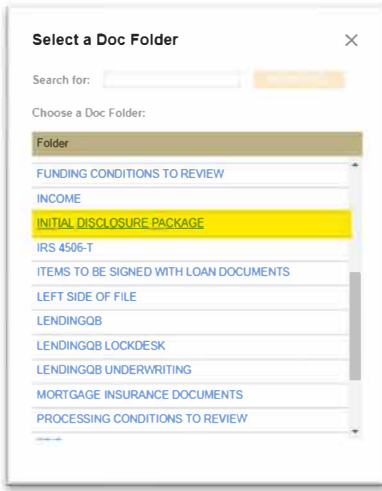 Select a Doc Folder
Search for:
Choose a Doc Folder:
Folder
FUNDING CONDITIONS TO REVIEW
INCOME
INITIAL DISCLOSURE PACKAGE
IRS 4506-T
ITEMS TO BE SIGNED WITH LOAN DOCUMENTS
LEFT SIDE OF FILE
LENDINGQB
LENDINGQB LOCKDESK
LENDINGQB UNDERWRITING
MORTGAGE INSURANCE DOCUMENTS
PROCESSING CONDITIONS TO REVIEW